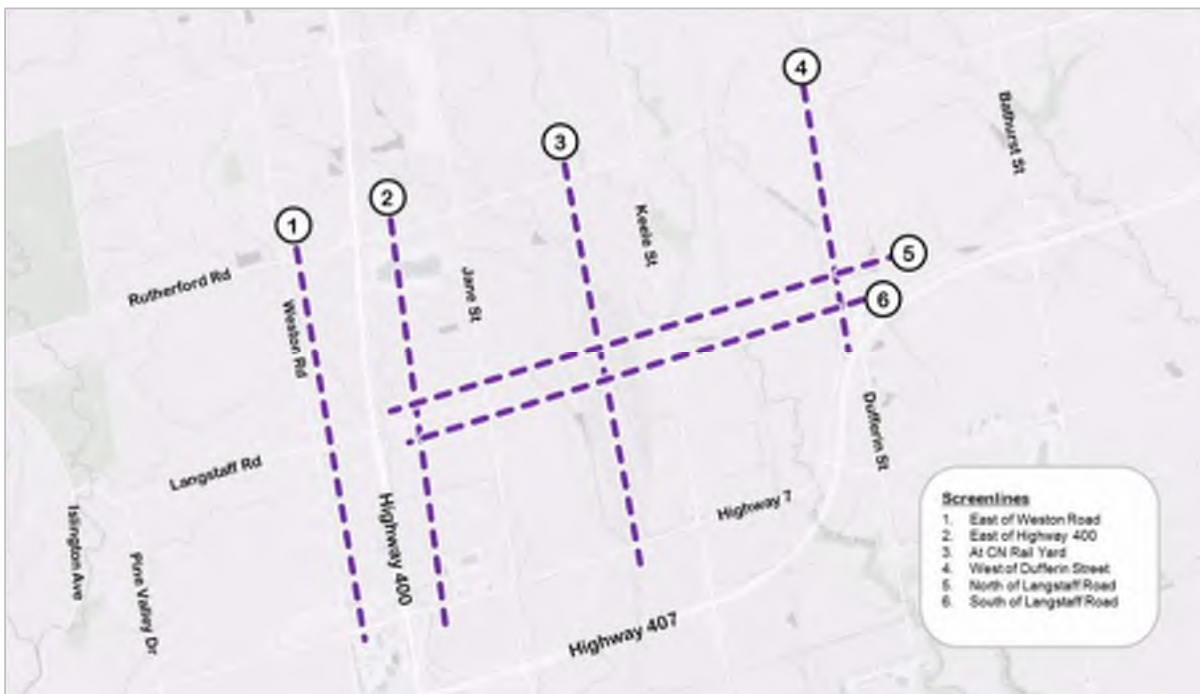 4
Bathurst St
3
2
Keele St
1
5
Jane St
Rutherford Rd
6
Weston Rd
Dufferin St
Langstaff Rd
Highway 400
Highway 7
Islington Ave
Pine Valley Dr
Highway 407
Screenlines
1. East of Weston Road
2. East of Highway 400
3. At CN Rail Yard
4. West of Dufferin Street
5. North of Langstaff Road
6. South of Langstaff Road